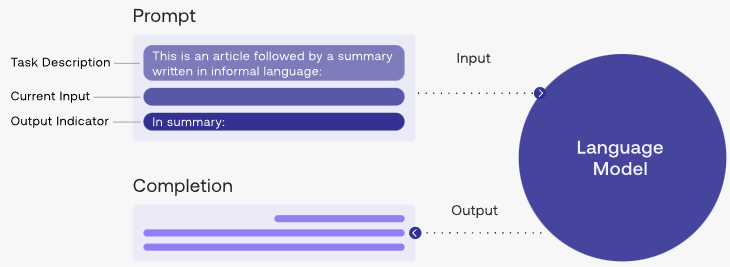 Prompt
Task Description
This is an article followed by a summary
written in informal language:
Current Input
Output Indicator
In summary:
Input
Language
Model
Completion
Output